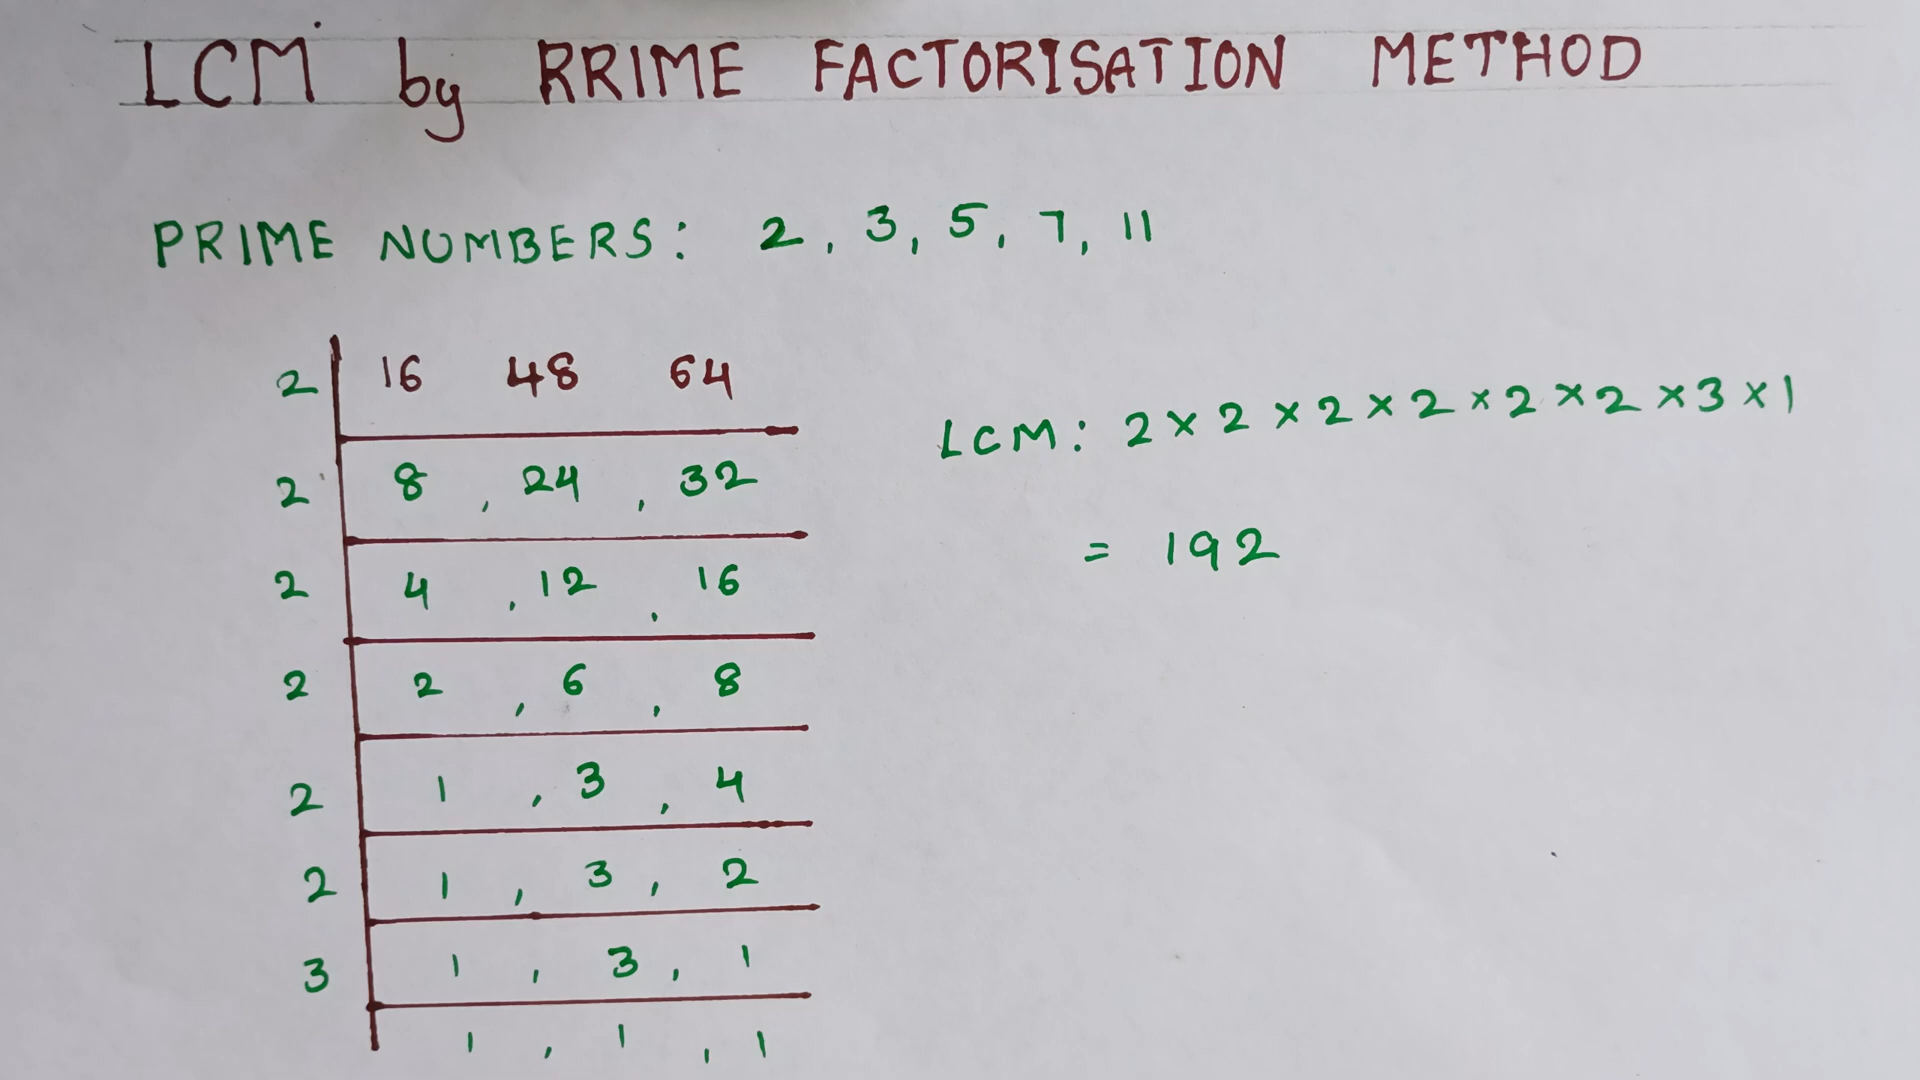 LCM by RRIME FACTORISATION METHOD
PRIME NUMBERS: 2, 3, 5, 7, 11
2 16 48 64
2 8, 24, 32
2 4, 12, 16
2 2, 6, 8
2 1, 3, 4
2 1, 3, 2
3 1, 3, 1
1, 1, 1
LCM: 2×2×2×2×2×2×3×1
= 192